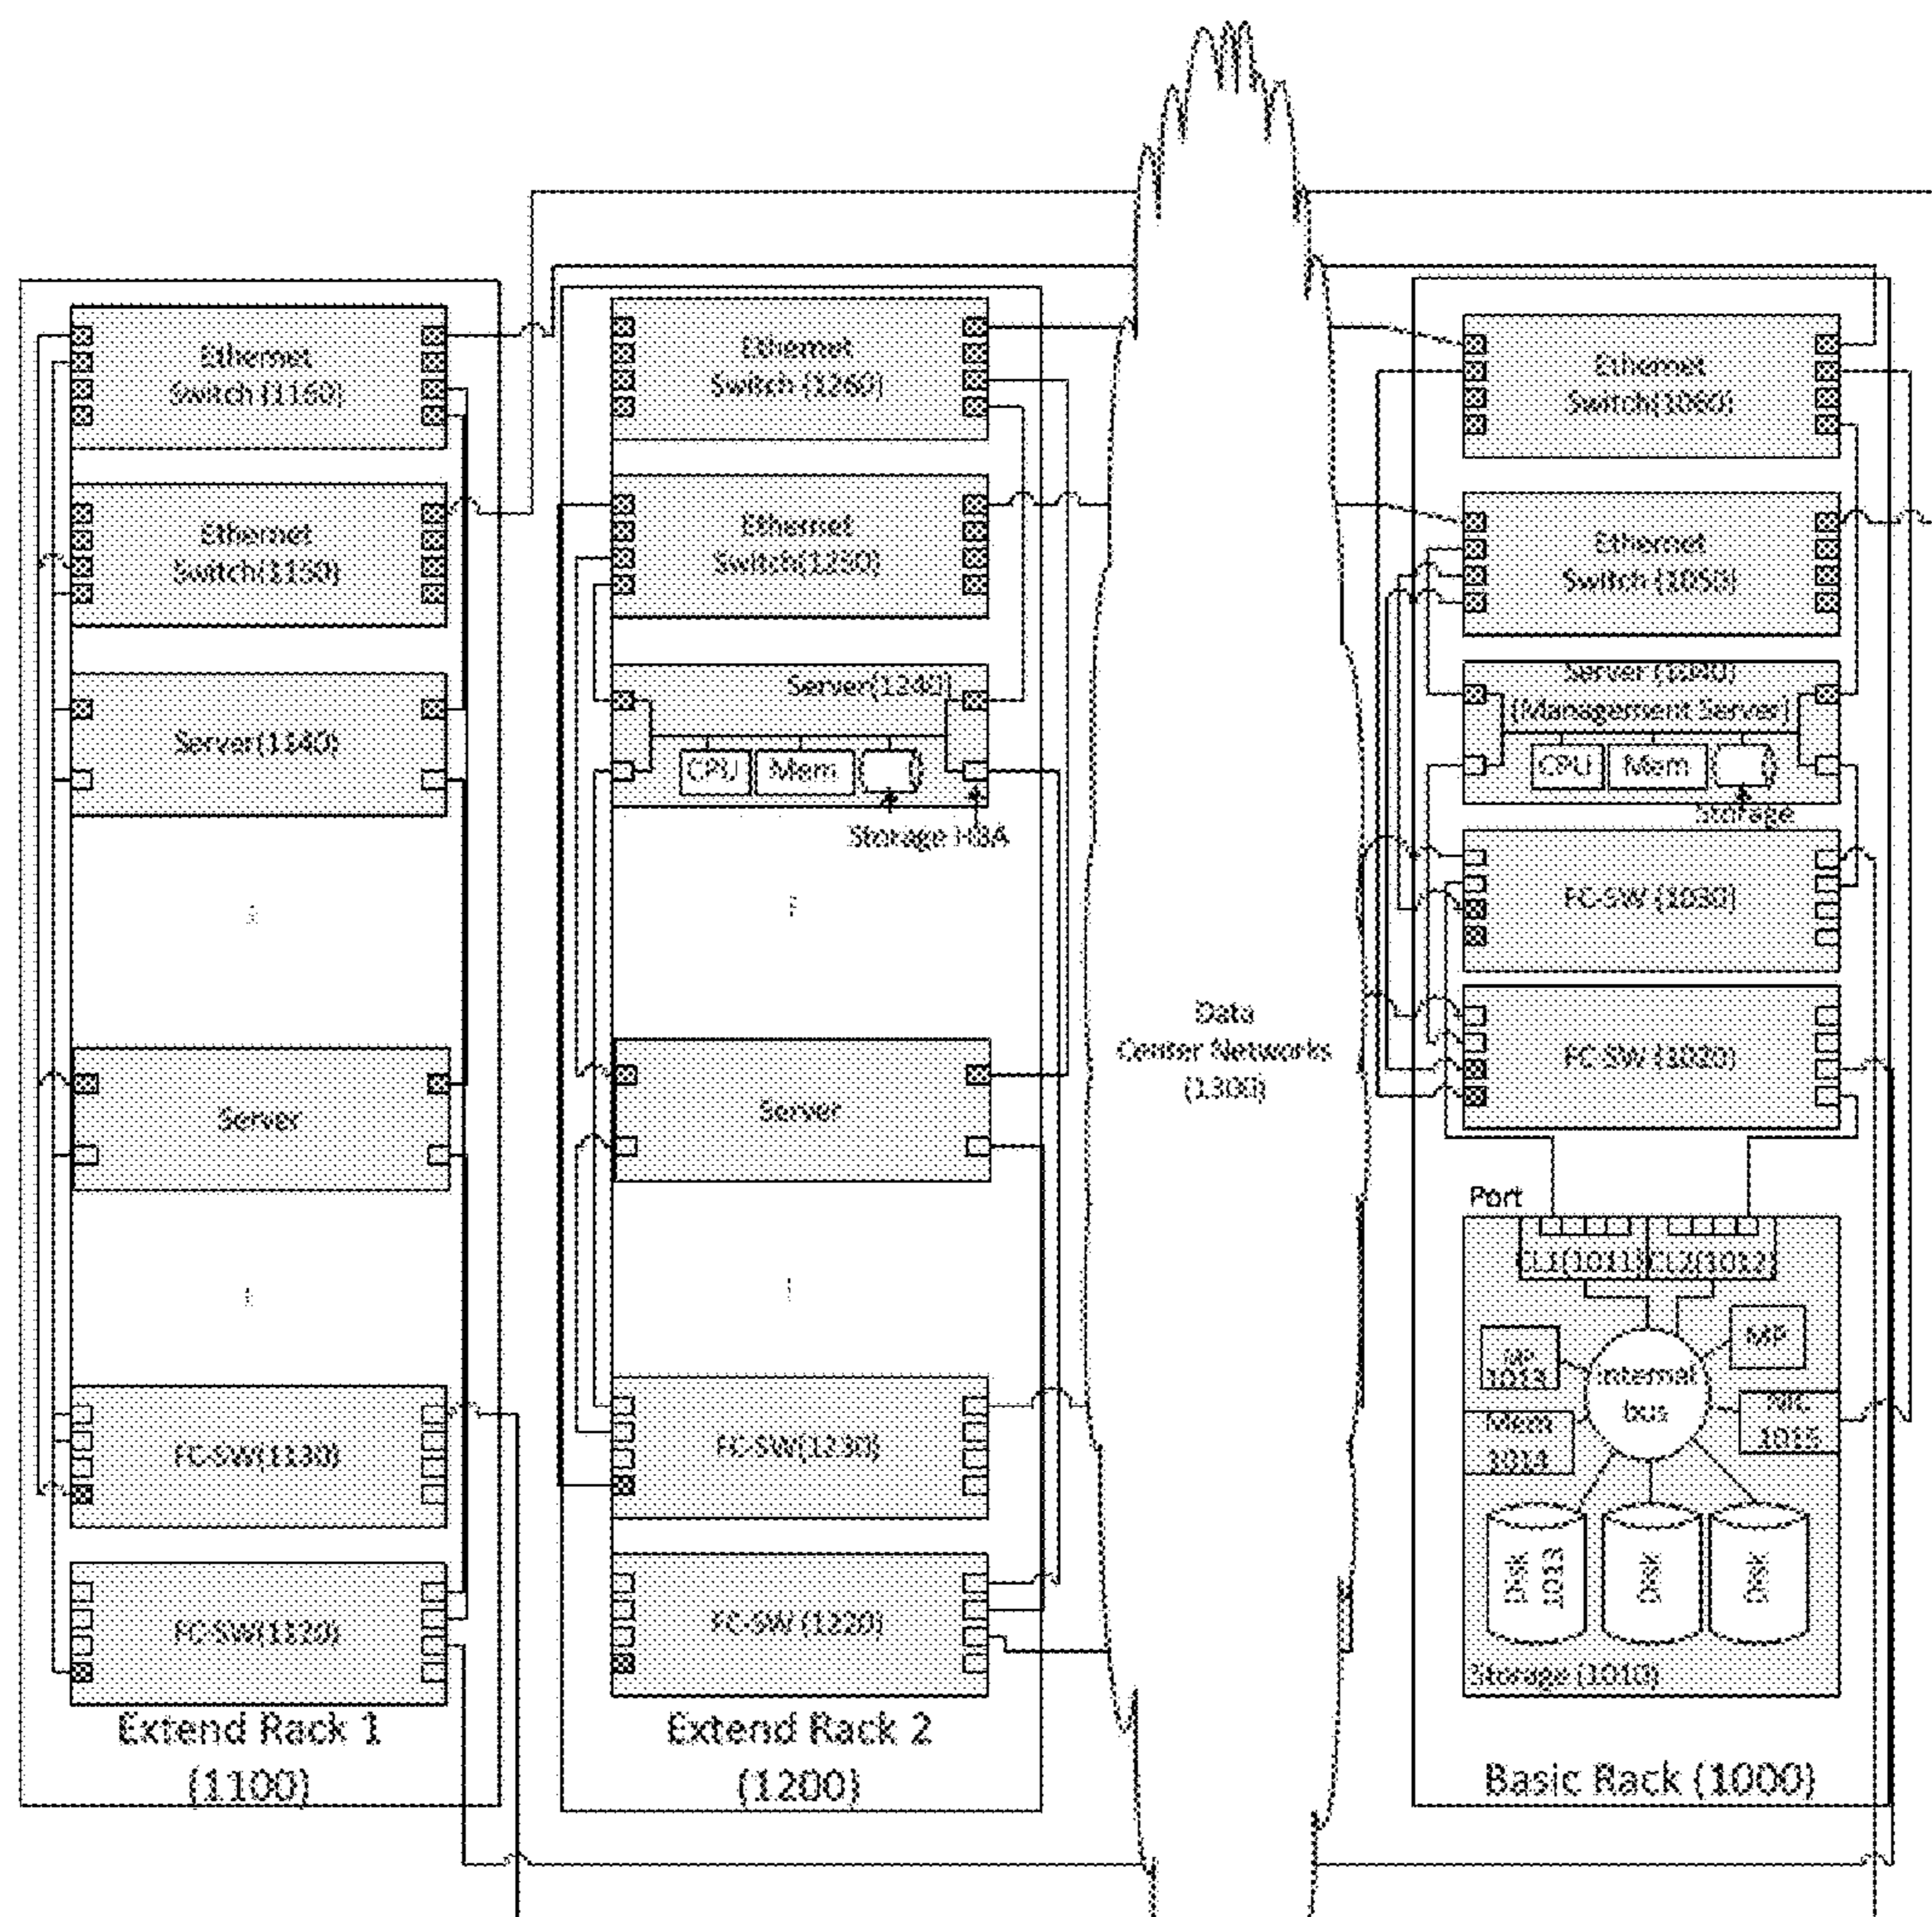 Ethernet
Switch (1160)
Ethernet
Switch(1150)
Server(1140)
Server
FC-SW(1130)
FC-SW(1120)
Extend Rack 1
(1100)
Ethernet
Switch (1260)
Ethernet
Switch(1250)
Server(1240)
CPU
Mem
Storage HBA
Server
FC-SW(1230)
FC-SW (1220)
Extend Rack 2
(1200)
Data
Center Networks
(1300)
Ethernet
Switch(1060)
Ethernet
Switch (1050)
Server (1040)
(Management Server)
CPU
Mem
Storage
FC-SW (1030)
FC-SW (1020)
Port
CL1(1011)
CL2(1012)
MP
1013
MP
Internal
bus
Mem
1014
NIC
1015
Disk
1013
Disk
Disk
Storage (1010)
Basic Rack (1000)